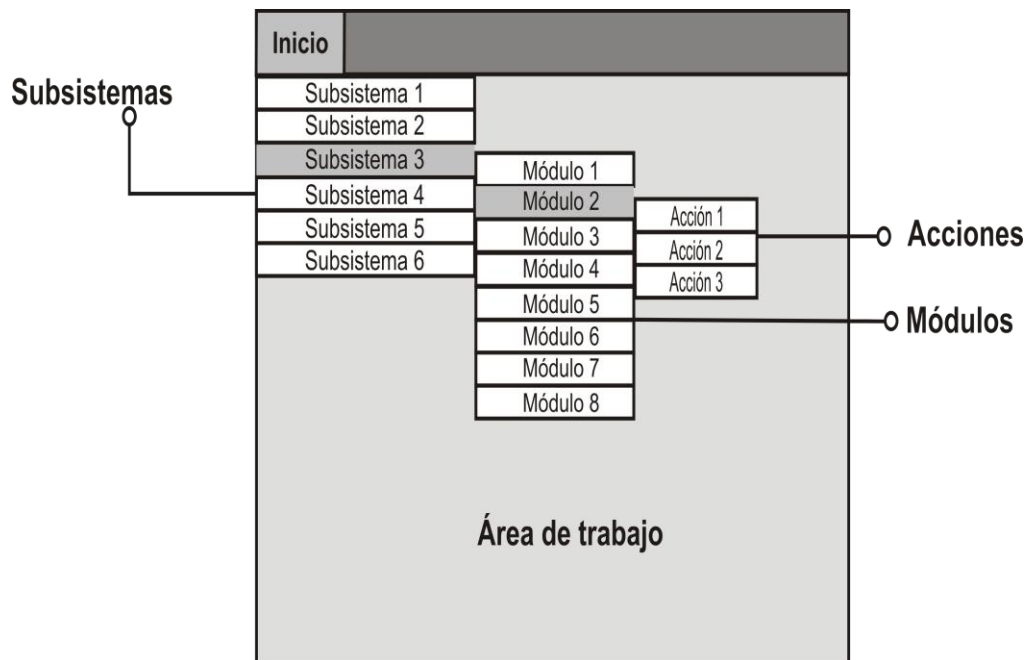 Inicio
Subsistemas
Subsistema 1
Subsistema 2
Subsistema 3
Subsistema 4
Subsistema 5
Subsistema 6
Módulo 1
Módulo 2
Módulo 3
Módulo 4
Módulo 5
Módulo 6
Módulo 7
Módulo 8
Acción 1
Acción 2
Acción 3
Acciones
Módulos
Área de trabajo